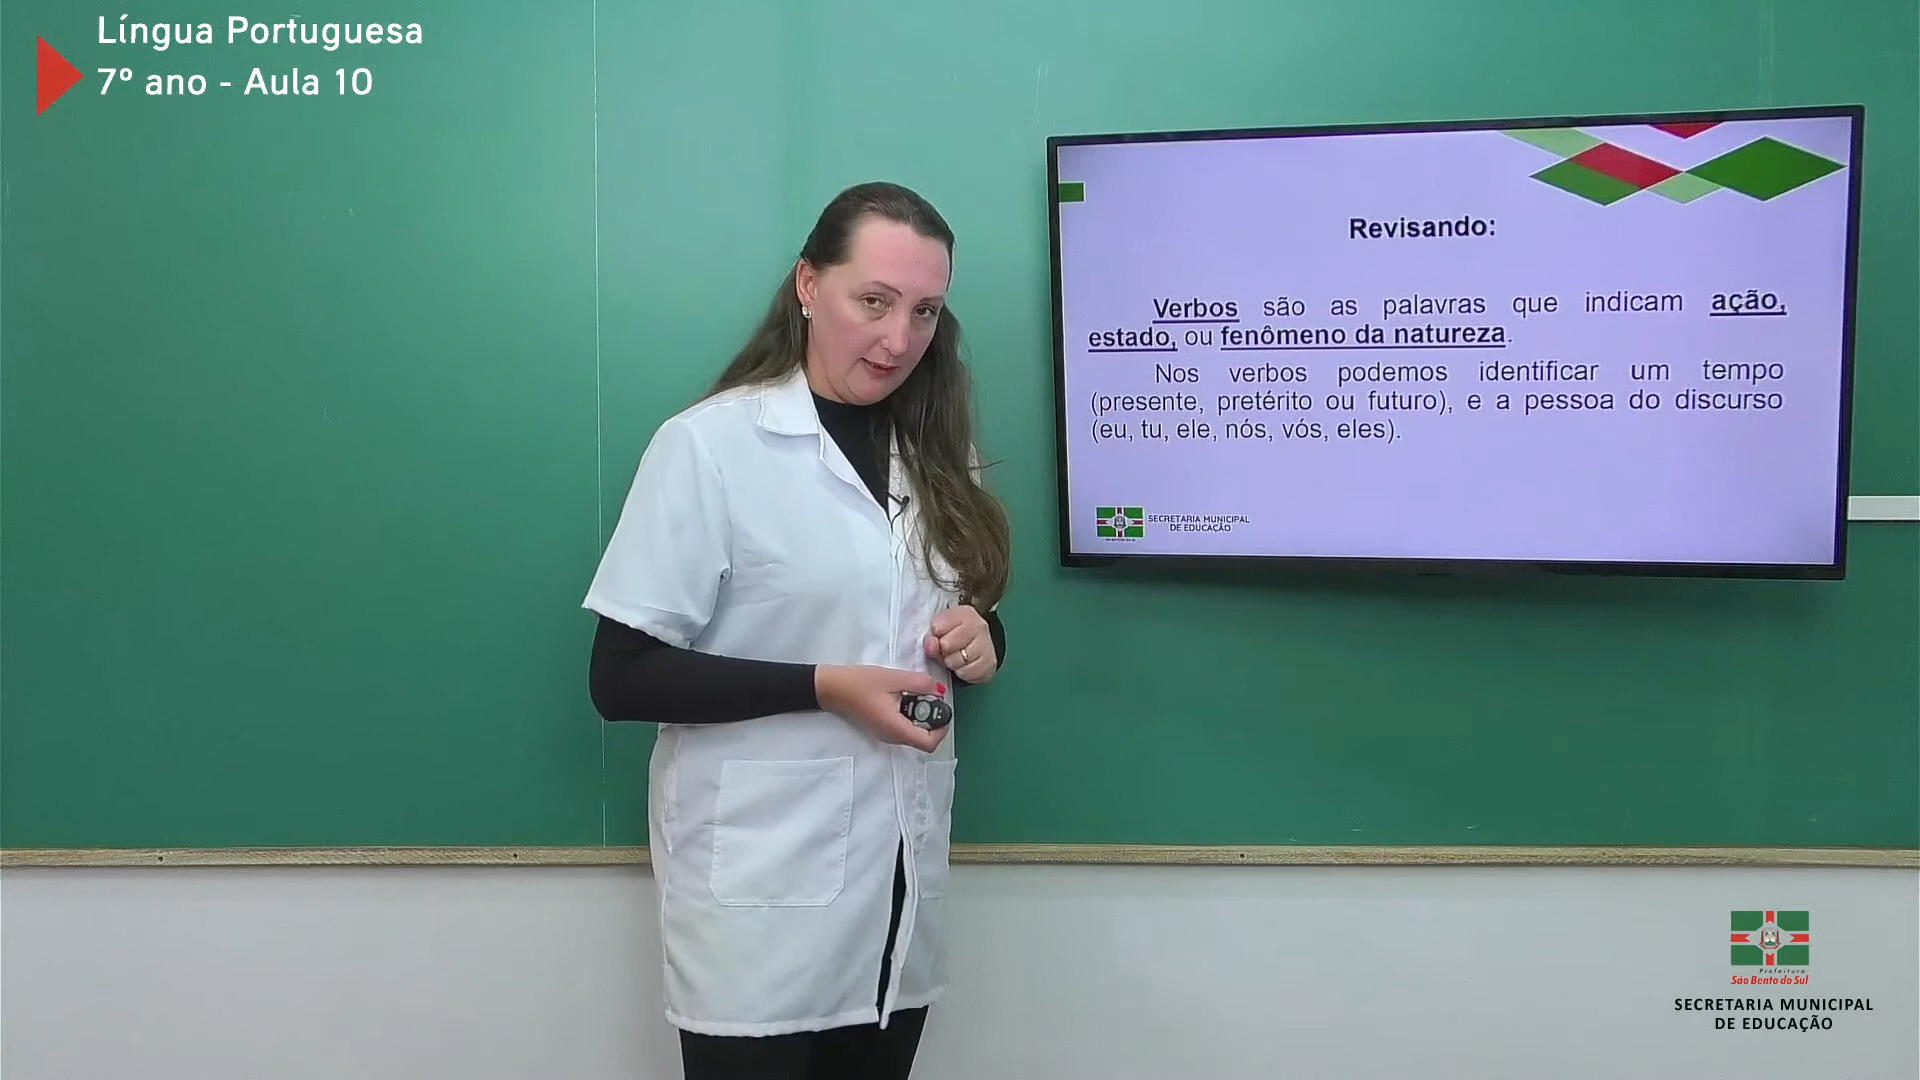 Língua Portuguesa
7º ano - Aula 10
Revisando:
Verbos são as palavras que indicam ação,
estado, ou fenômeno da natureza.
Nos verbos podemos identificar um tempo
(presente, pretérito ou futuro), e a pessoa do discurso
(eu, tu, ele, nós, vós, eles).
SECRETARIA MUNICIPAL
DE EDUCAÇÃO
Prefeitura
São Bento do Sul
SECRETARIA MUNICIPAL
DE EDUCAÇÃO